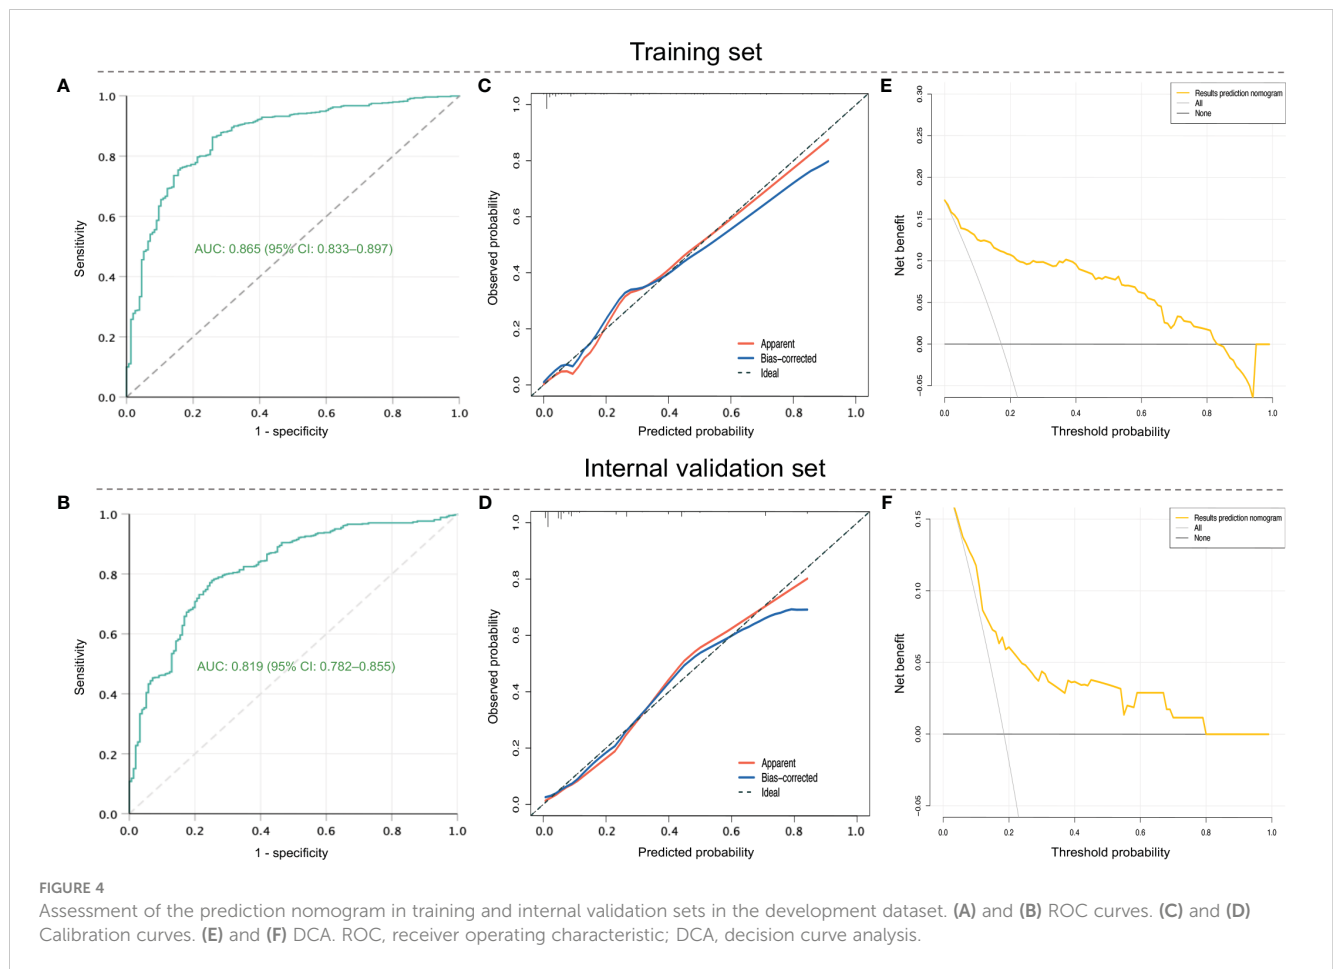 Training set
A
1.0
0.8
0.6
0.4
0.2
0.0
Sensitivity
AUC: 0.865 (95% CI: 0.833–0.897)
0.0 0.2 0.4 0.6 0.8 1.0
1 - specificity
C
1.0
0.8
0.6
0.4
0.2
0.0
Observed probability
Apparent
Bias-corrected
Ideal
0.0 0.2 0.4 0.6 0.8 1.0
Predicted probability
E
0.30
0.25
0.20
0.15
0.10
0.05
0.00
-0.05
Net benefit
Results prediction nomogram
All
None
0.0 0.2 0.4 0.6 0.8 1.0
Threshold probability
Internal validation set
B
1.0
0.8
0.6
0.4
0.2
0.0
Sensitivity
AUC: 0.819 (95% CI: 0.782–0.855)
0.0 0.2 0.4 0.6 0.8 1.0
1 - specificity
D
1.0
0.8
0.6
0.4
0.2
0.0
Observed probability
Apparent
Bias-corrected
Ideal
0.0 0.2 0.4 0.6 0.8 1.0
Predicted probability
F
0.15
0.10
0.05
0.00
-0.05
Net benefit
Results prediction nomogram
All
None
0.0 0.2 0.4 0.6 0.8 1.0
Threshold probability
FIGURE 4
Assessment of the prediction nomogram in training and internal validation sets in the development dataset. (A) and (B) ROC curves. (C) and (D)
Calibration curves. (E) and (F) DCA. ROC, receiver operating characteristic; DCA, decision curve analysis.